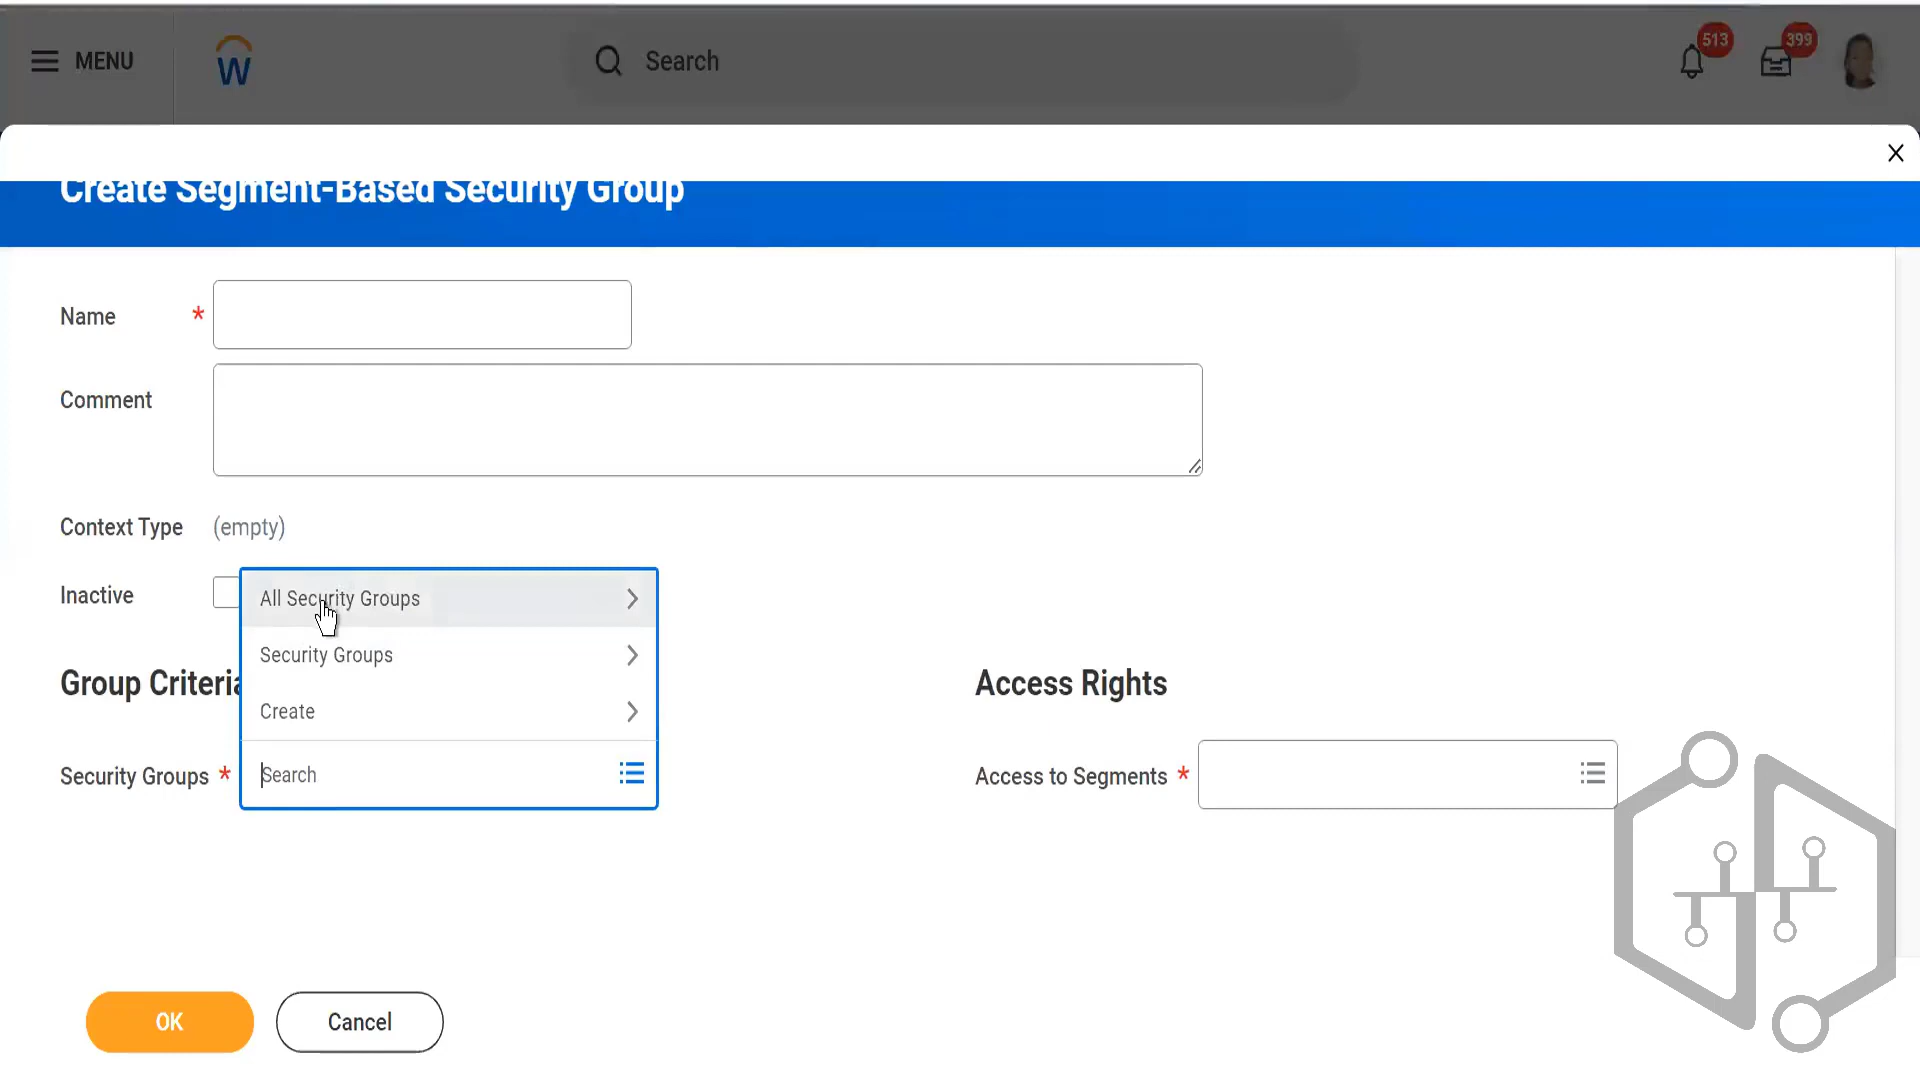 MENU
Search
513
399
Create Segment-Based Security Group
Name *
Comment
Context Type (empty)
Inactive
All Security Groups
Security Groups
Create
Group Criteria
Access Rights
Security Groups * Search
Access to Segments *
OK
Cancel